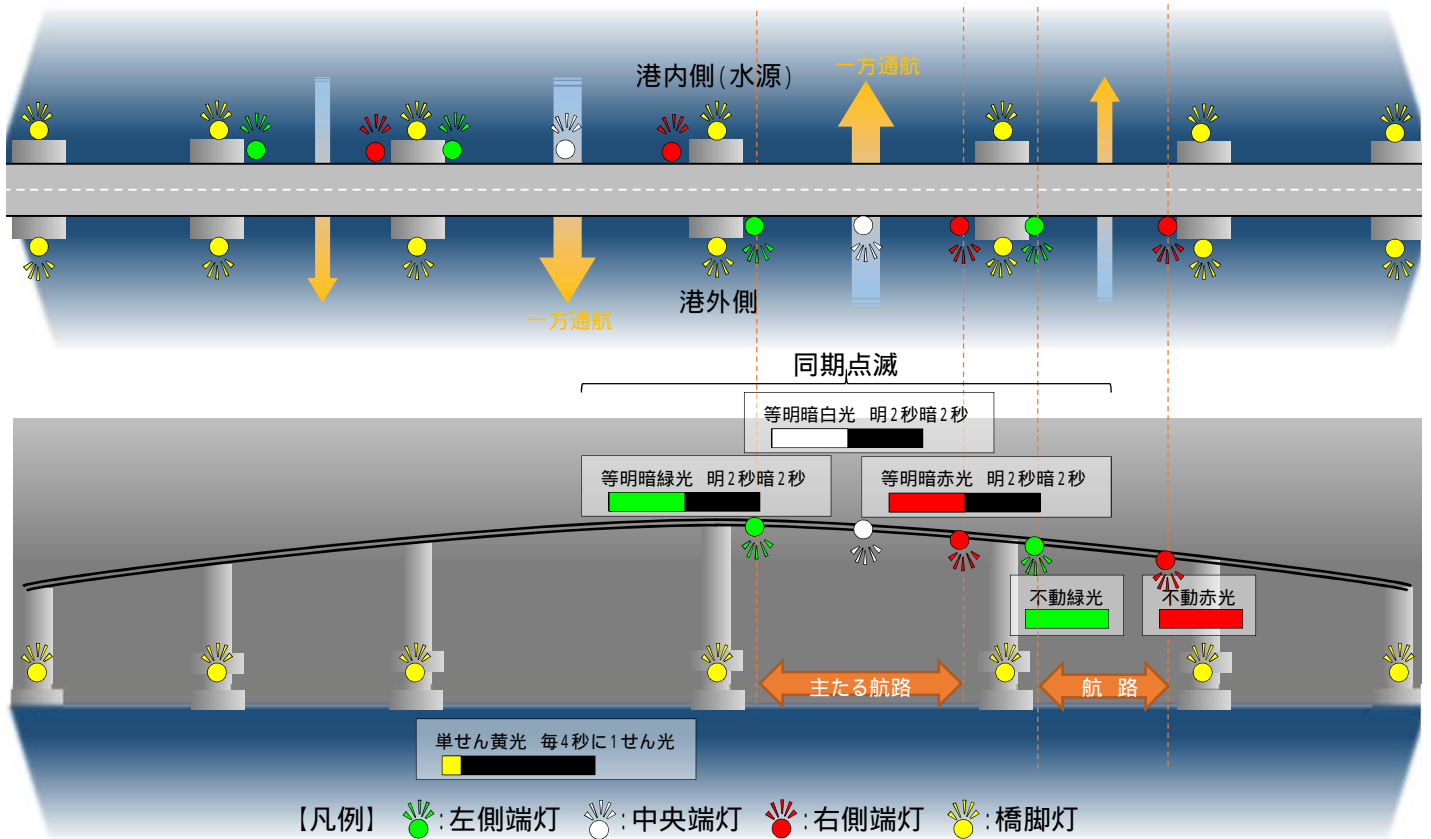 港内側(水源)
一方通航
一方通航
港外側
同期点滅
等明暗白光 明2秒暗2秒
等明暗緑光 明2秒暗2秒
等明暗赤光 明2秒暗2秒
不動緑光
不動赤光
主たる航路
航 路
単せん黄光 毎4秒に1せん光
【凡例】 :左側端灯 :中央端灯 :右側端灯 :橋脚灯